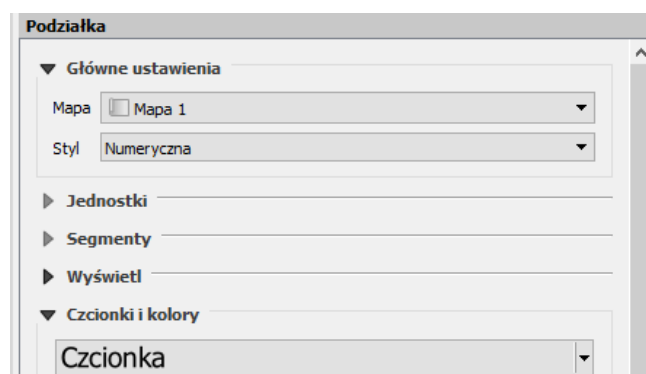 Podziałka
Główne ustawienia
Mapa Mapa 1
Styl Numeryczna
Jednostki
Segmenty
Wyświetl
Czcionki i kolory
Czcionka